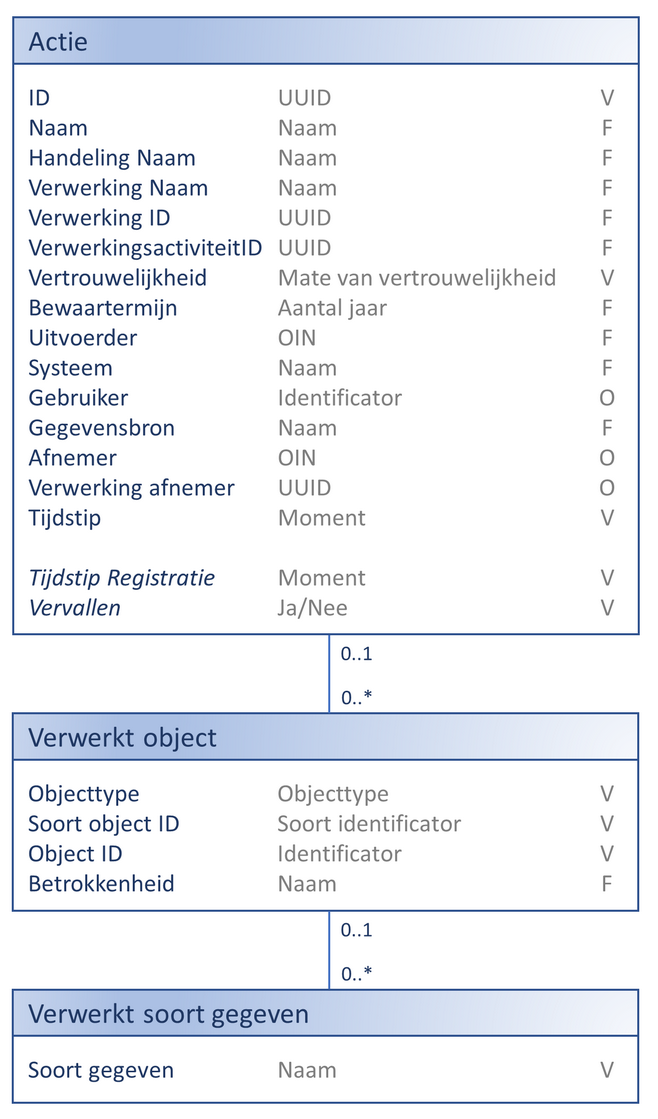 Actie
ID UUID V
Naam Naam F
Handeling Naam Naam F
Verwerking Naam Naam F
Verwerking ID UUID F
VerwerkingsactiviteitID UUID F
Vertrouwelijkheid Mate van vertrouwelijkheid V
Bewaartermijn Aantal jaar F
Uitvoerder OIN F
Systeem Naam F
Gebruiker Identificator O
Gegevensbron Naam F
Afnemer OIN O
Verwerking afnemer UUID O
Tijdstip Moment V
Tijdstip Registratie Moment V
Vervallen Ja/Nee V
0..1
0..*
Verwerkt object
Objecttype Objecttype V
Soort object ID Soort identificator V
Object ID Identificator V
Betrokkenheid Naam F
0..1
0..*
Verwerkt soort gegeven
Soort gegeven Naam V